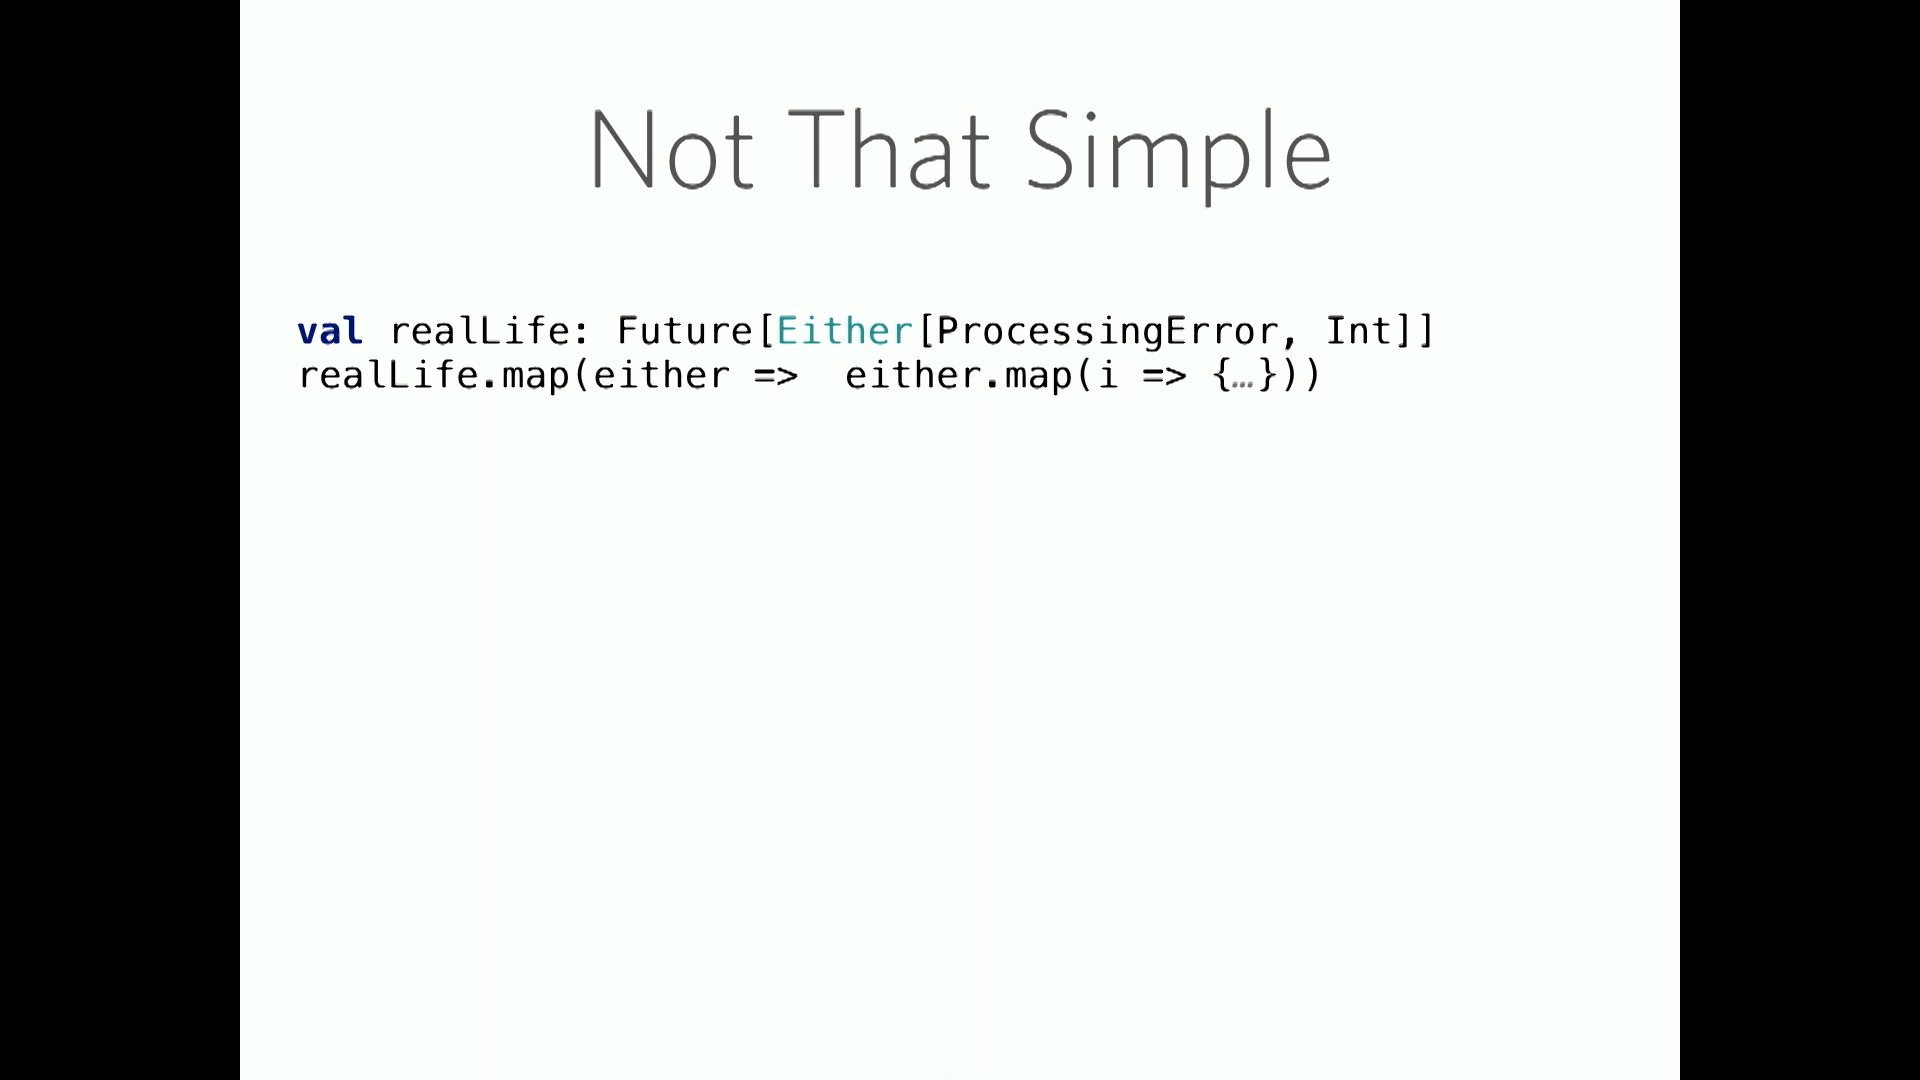 Not That Simple
val realLife: Future[Either[ProcessingError, Int]]
realLife.map(either =>  either.map(i => {…}))